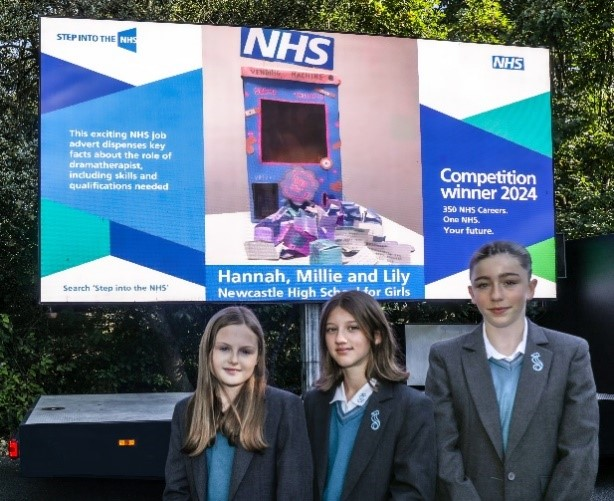 STEP INTO THE NHS
NHS
NHS
VENDING MACHINE
This exciting NHS job
advert dispenses key
facts about the role of
dramatherapist,
including skills and
qualifications needed
Competition
winner 2024
350 NHS Careers.
One NHS.
Your future.
Hannah, Millie and Lily
Newcastle High School for Girls
Search 'Step into the NHS'